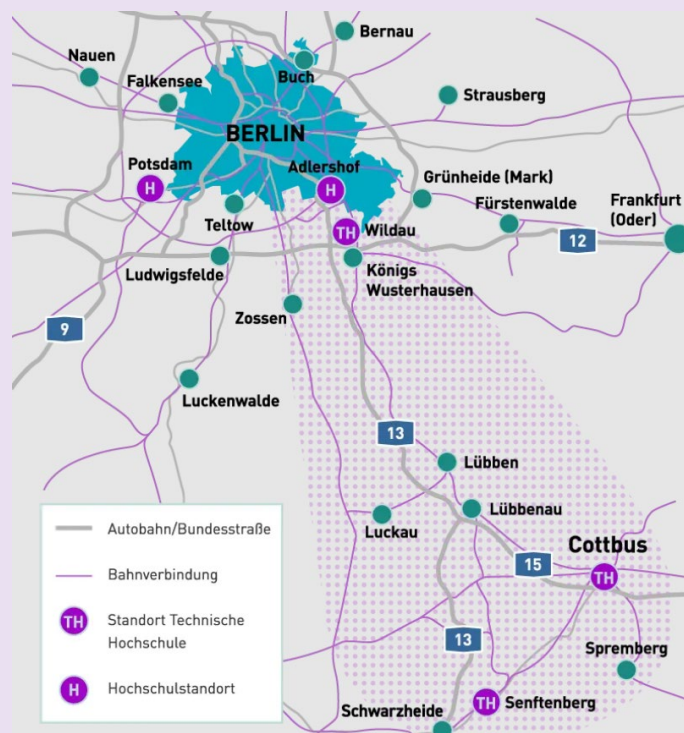 Bernau
Nauen
Buch
Falkensee
Strausberg
BERLIN
Potsdam
Adlershof
H
H
Grünheide (Mark)
Fürstenwalde
Frankfurt
(Oder)
Teltow
TH
Wildau
12
Ludwigsfelde
Königs
Wusterhausen
Zossen
9
Luckenwalde
13
Lübben
Lübbenau
Luckau
Cottbus
15
TH
13
Spremberg
TH
Senftenberg
Schwarzheide
Autobahn/Bundesstraße
Bahnverbindung
TH
Standort Technische
Hochschule
H
Hochschulstandort